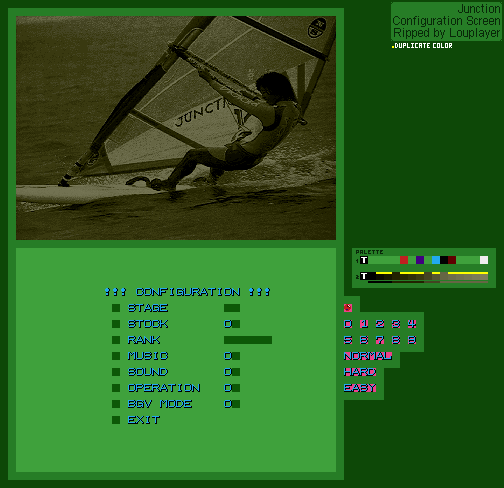 Junction
Configuration Screen
Ripped by Louplayer
DUPLICATE COLOR
JUNCTI
PALETTE
1 T
2 T
!!! CONFIGURATION !!!
STAGE
STOCK 0
RANK
MUSIC 0
SOUND 0
OPERATION 0
BGV MODE 0
EXIT
0 1 2 3 4
5 6 7 8 9
NORMAL
HARD
EASY